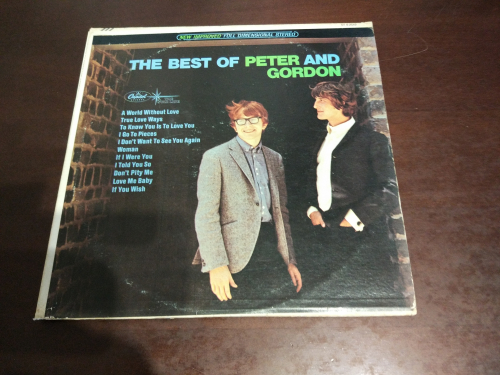 NEW IMPROVED FULL DIMENSIONAL STEREO
THE BEST OF PETER AND
GORDON
Capitol
A World Without Love
True Love Ways
To Know You Is To Love You
I Go To Pieces
I Don't Want To See You Again
Woman
If I Were You
I Told You So
Don't Pity Me
Love Me Baby
If You Wish